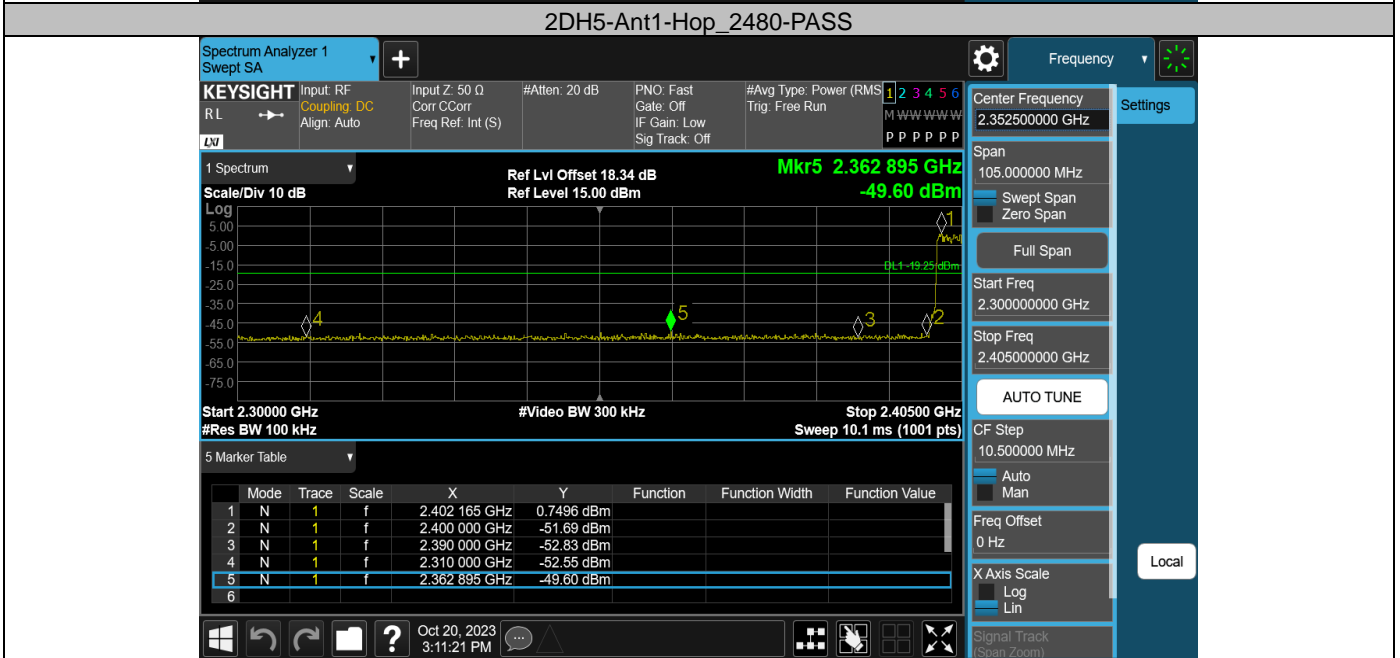 2DH5-Ant1-Hop_2480-PASS
Spectrum Analyzer 1
Swept SA
+
Frequency
KEYSIGHT
RL
LXI
Input: RF
Coupling: DC
Align: Auto
Input Z: 50 Ω
Corr CCorr
Freq Ref: Int (S)
#Atten: 20 dB
PNO: Fast
Gate: Off
IF Gain: Low
Sig Track: Off
#Avg Type: Power (RMS
Trig: Free Run
1 2 3 4 5 6
M W W W W W
P P P P P P
1 Spectrum
Scale/Div 10 dB
Ref Lvl Offset 18.34 dB
Ref Level 15.00 dBm
Mkr5 2.362 895 GHz
-49.60 dBm
Log
5.00
-5.00
-15.0
-25.0
-35.0
-45.0
-55.0
-65.0
-75.0
1
DL1 -19.25 dBm
4
5
3
2
Start 2.30000 GHz
#Video BW 300 kHz
Stop 2.40500 GHz
#Res BW 100 kHz
Sweep 10.1 ms (1001 pts)
5 Marker Table
Mode Trace Scale X Y Function Function Width Function Value
1 N 1 f 2.402 165 GHz 0.7496 dBm
2 N 1 f 2.400 000 GHz -51.69 dBm
3 N 1 f 2.390 000 GHz -52.83 dBm
4 N 1 f 2.310 000 GHz -52.55 dBm
5 N 1 f 2.362 895 GHz -49.60 dBm
6
?
Oct 20, 2023
3:11:21 PM
Center Frequency
2.352500000 GHz
Settings
Span
105.000000 MHz
Swept Span
Zero Span
Full Span
Start Freq
2.300000000 GHz
Stop Freq
2.405000000 GHz
AUTO TUNE
CF Step
10.500000 MHz
Auto
Man
Freq Offset
0 Hz
Local
X Axis Scale
Log
Lin
Signal Track
(Span Zoom)